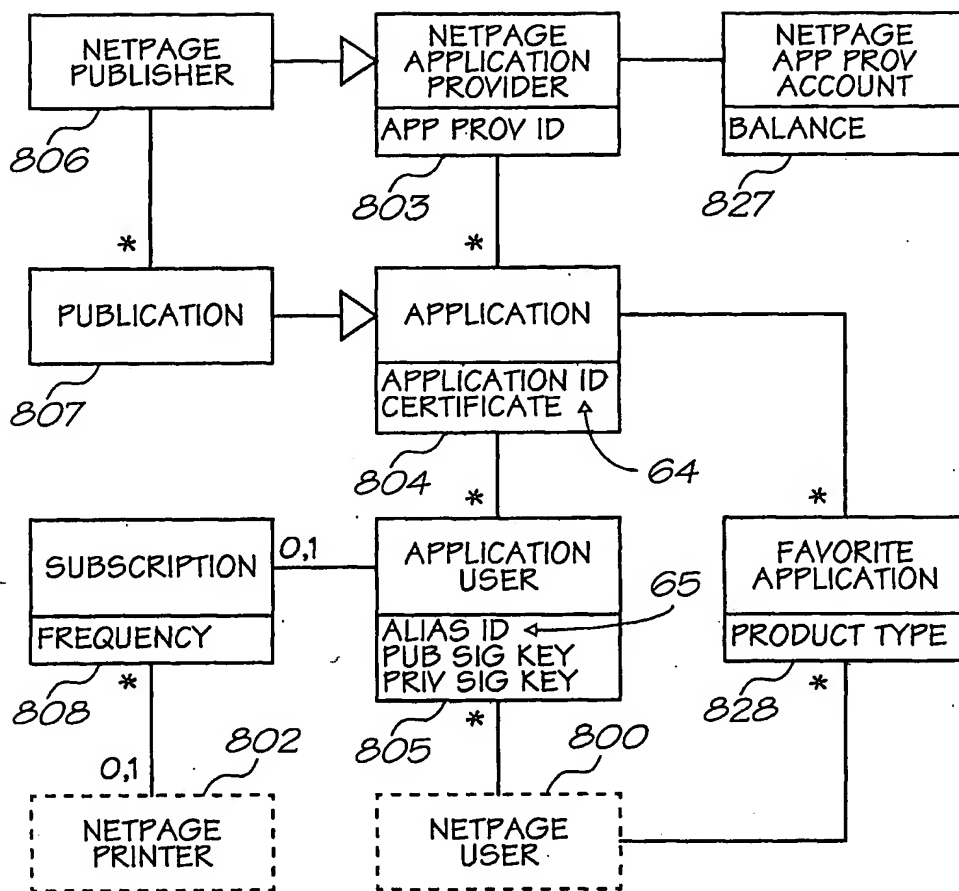 NETPAGE
PUBLISHER
806
NETPAGE
APPLICATION
PROVIDER
APP PROV ID
803
NETPAGE
APP PROV
ACCOUNT
BALANCE
827
*
*
PUBLICATION
807
APPLICATION
APPLICATION ID
CERTIFICATE
804
64
*
*
SUBSCRIPTION
FREQUENCY
808
0,1
APPLICATION
USER
ALIAS ID
PUB SIG KEY
PRIV SIG KEY
805
65
FAVORITE
APPLICATION
PRODUCT TYPE
828
*
*
*
0,1
802
NETPAGE
PRINTER
800
NETPAGE
USER